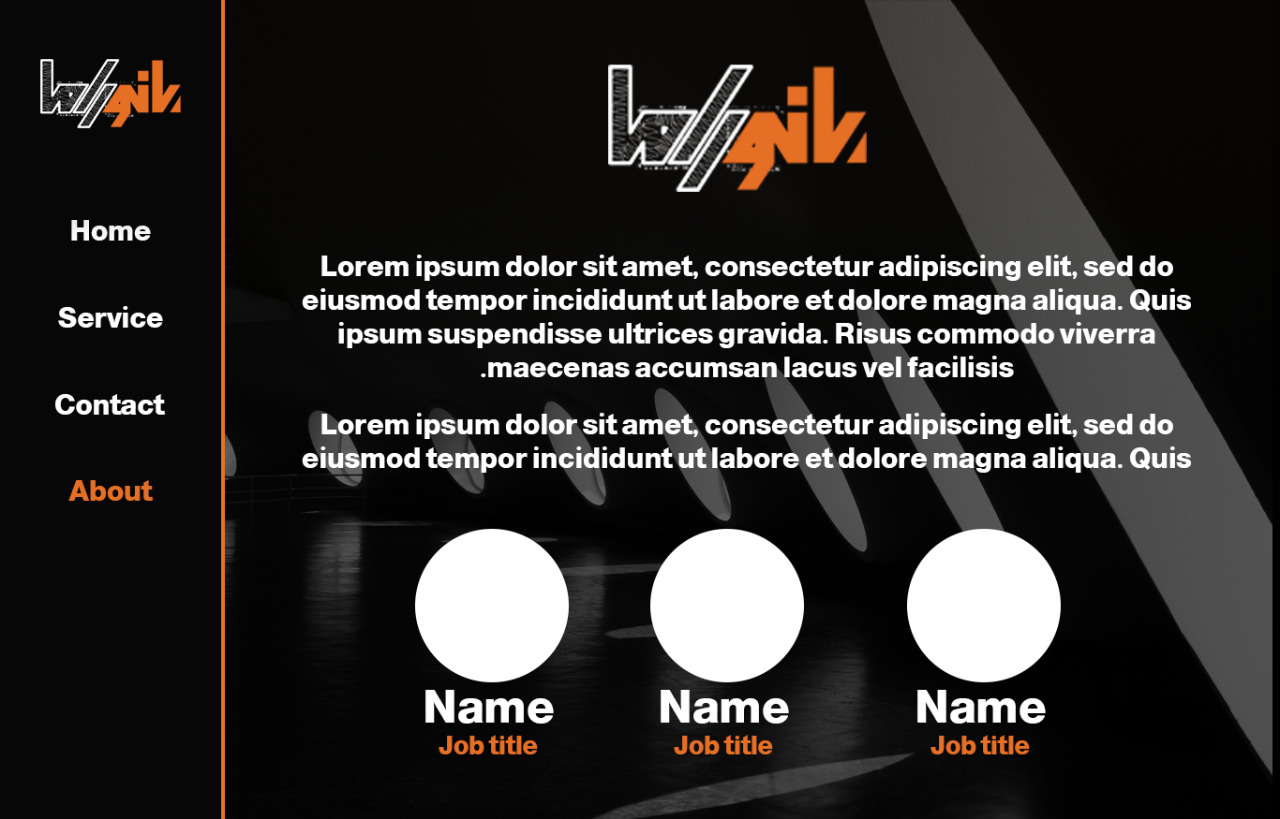 Home
Service
Contact
About
Lorem ipsum dolor sit amet, consectetur adipiscing elit, sed do
eiusmod tempor incididunt ut labore et dolore magna aliqua. Quis
ipsum suspendisse ultrices gravida. Risus commodo viverra
.maecenas accumsan lacus vel facilisis
Lorem ipsum dolor sit amet, consectetur adipiscing elit, sed do
eiusmod tempor incididunt ut labore et dolore magna aliqua. Quis
Name
Job title
Name
Job title
Name
Job title